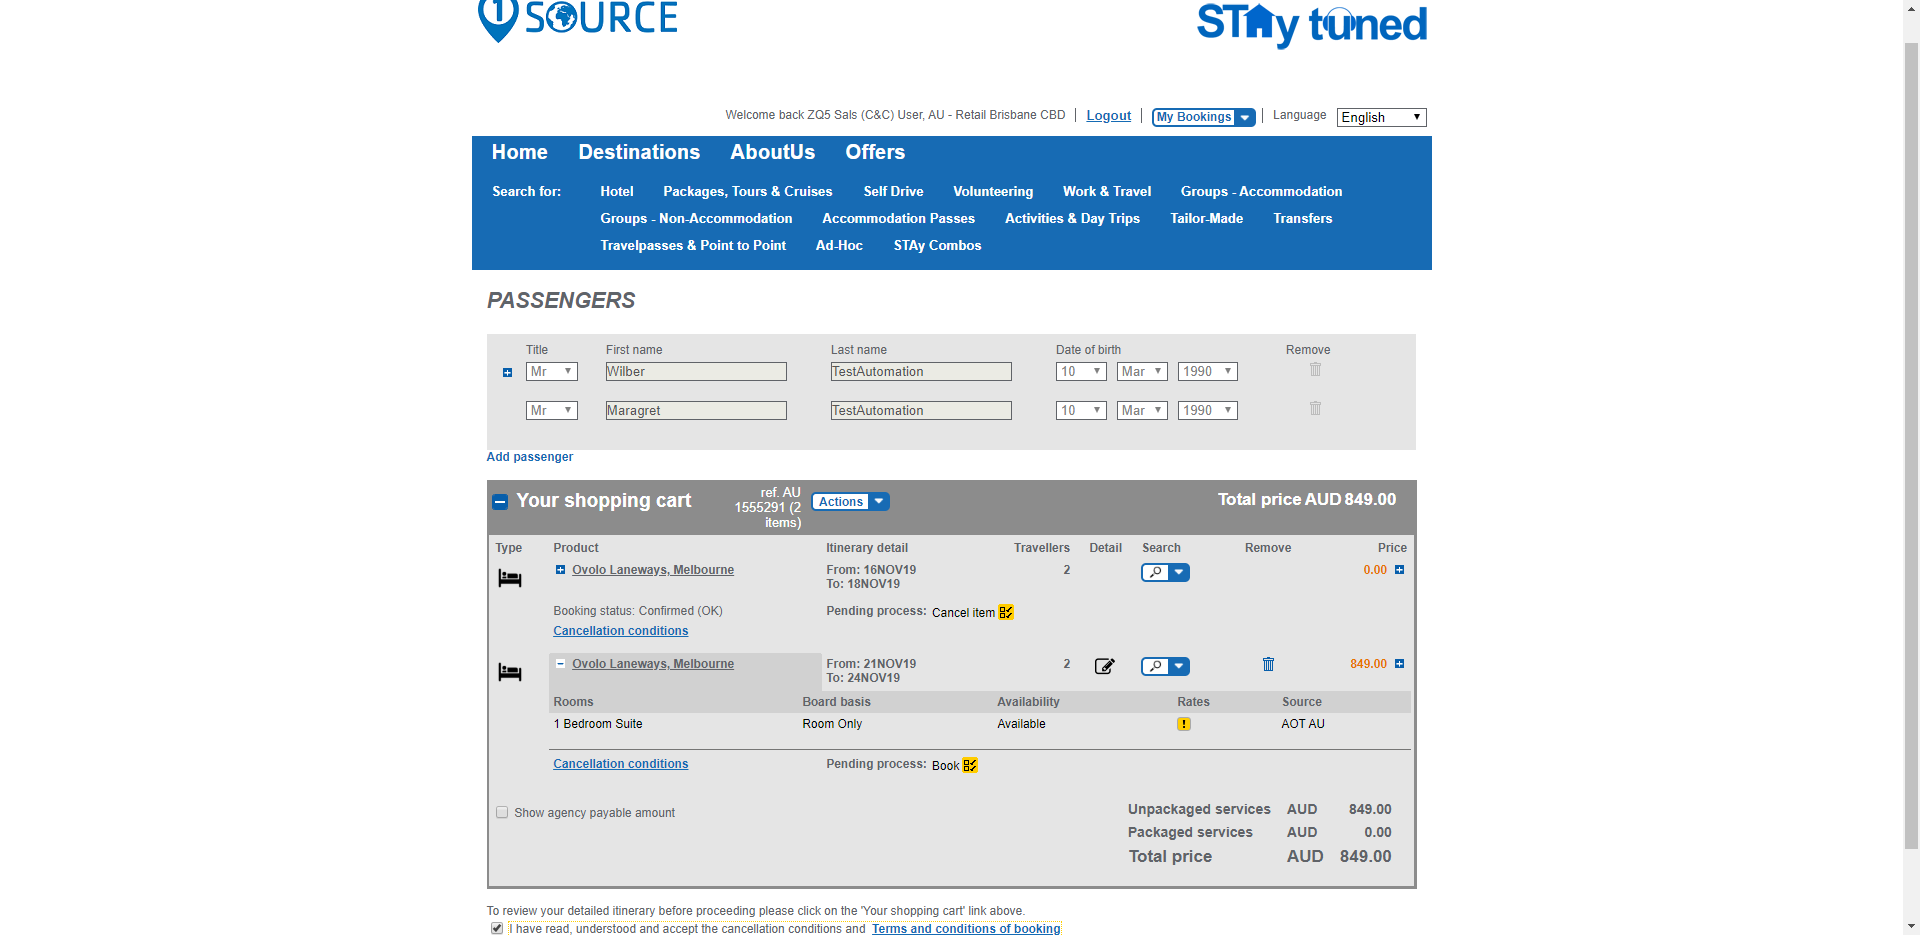 1 SOURCE
STAy tuned
Welcome back ZQ5 Sals (C&C) User, AU - Retail Brisbane CBD | Logout | My Bookings | Language English
Home Destinations AboutUs Offers
Search for: Hotel Packages, Tours & Cruises Self Drive Volunteering Work & Travel Groups - Accommodation
Groups - Non-Accommodation Accommodation Passes Activities & Day Trips Tailor-Made Transfers
Travelpasses & Point to Point Ad-Hoc STAy Combos
PASSENGERS
Title First name Last name Date of birth Remove
Mr Wilber TestAutomation 10 Mar 1990
Mr Maragret TestAutomation 10 Mar 1990
Add passenger
Your shopping cart
ref. AU
1555291 (2
items)
Actions
Total price AUD 849.00
Type Product Itinerary detail Travellers Detail Search Remove Price
Ovolo Laneways, Melbourne From: 16NOV19 2 0.00
To: 18NOV19
Booking status: Confirmed (OK) Pending process: Cancel item
Cancellation conditions
Ovolo Laneways, Melbourne From: 21NOV19 2 849.00
To: 24NOV19
Rooms Board basis Availability Rates Source
1 Bedroom Suite Room Only Available ! AOT AU
Cancellation conditions Pending process: Book
Show agency payable amount
Unpackaged services AUD 849.00
Packaged services AUD 0.00
Total price AUD 849.00
To review your detailed itinerary before proceeding please click on the 'Your shopping cart' link above.
I have read, understood and accept the cancellation conditions and Terms and conditions of booking